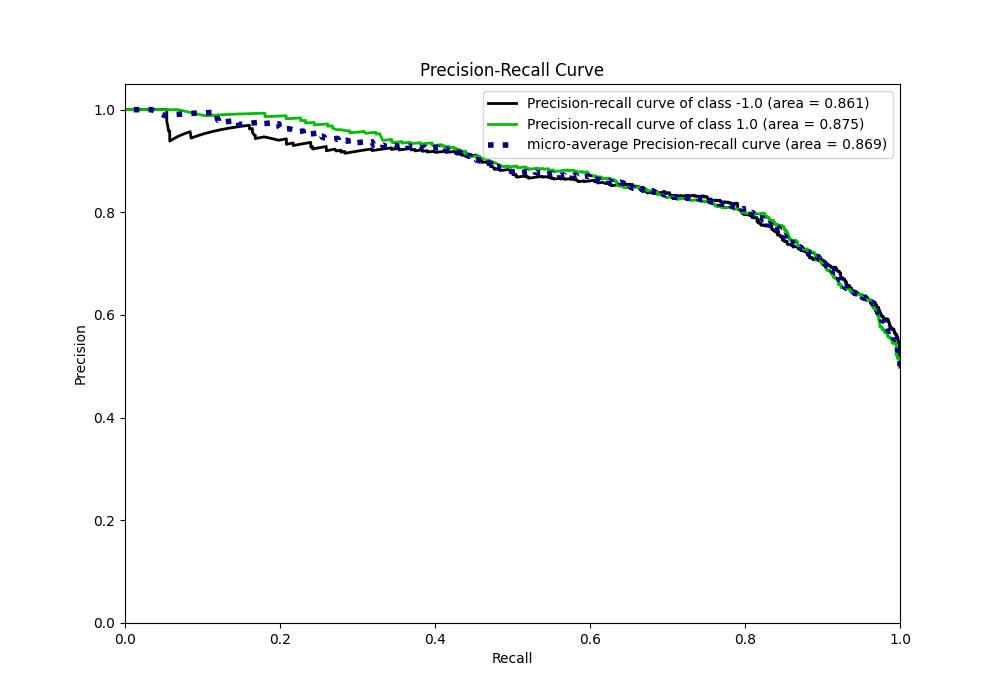 Precision-Recall Curve
Precision-recall curve of class -1.0 (area = 0.861)
Precision-recall curve of class 1.0 (area = 0.875)
micro-average Precision-recall curve (area = 0.869)
Precision
1.0
0.8
0.6
0.4
0.2
0.0
0.0 0.2 0.4 0.6 0.8 1.0
Recall